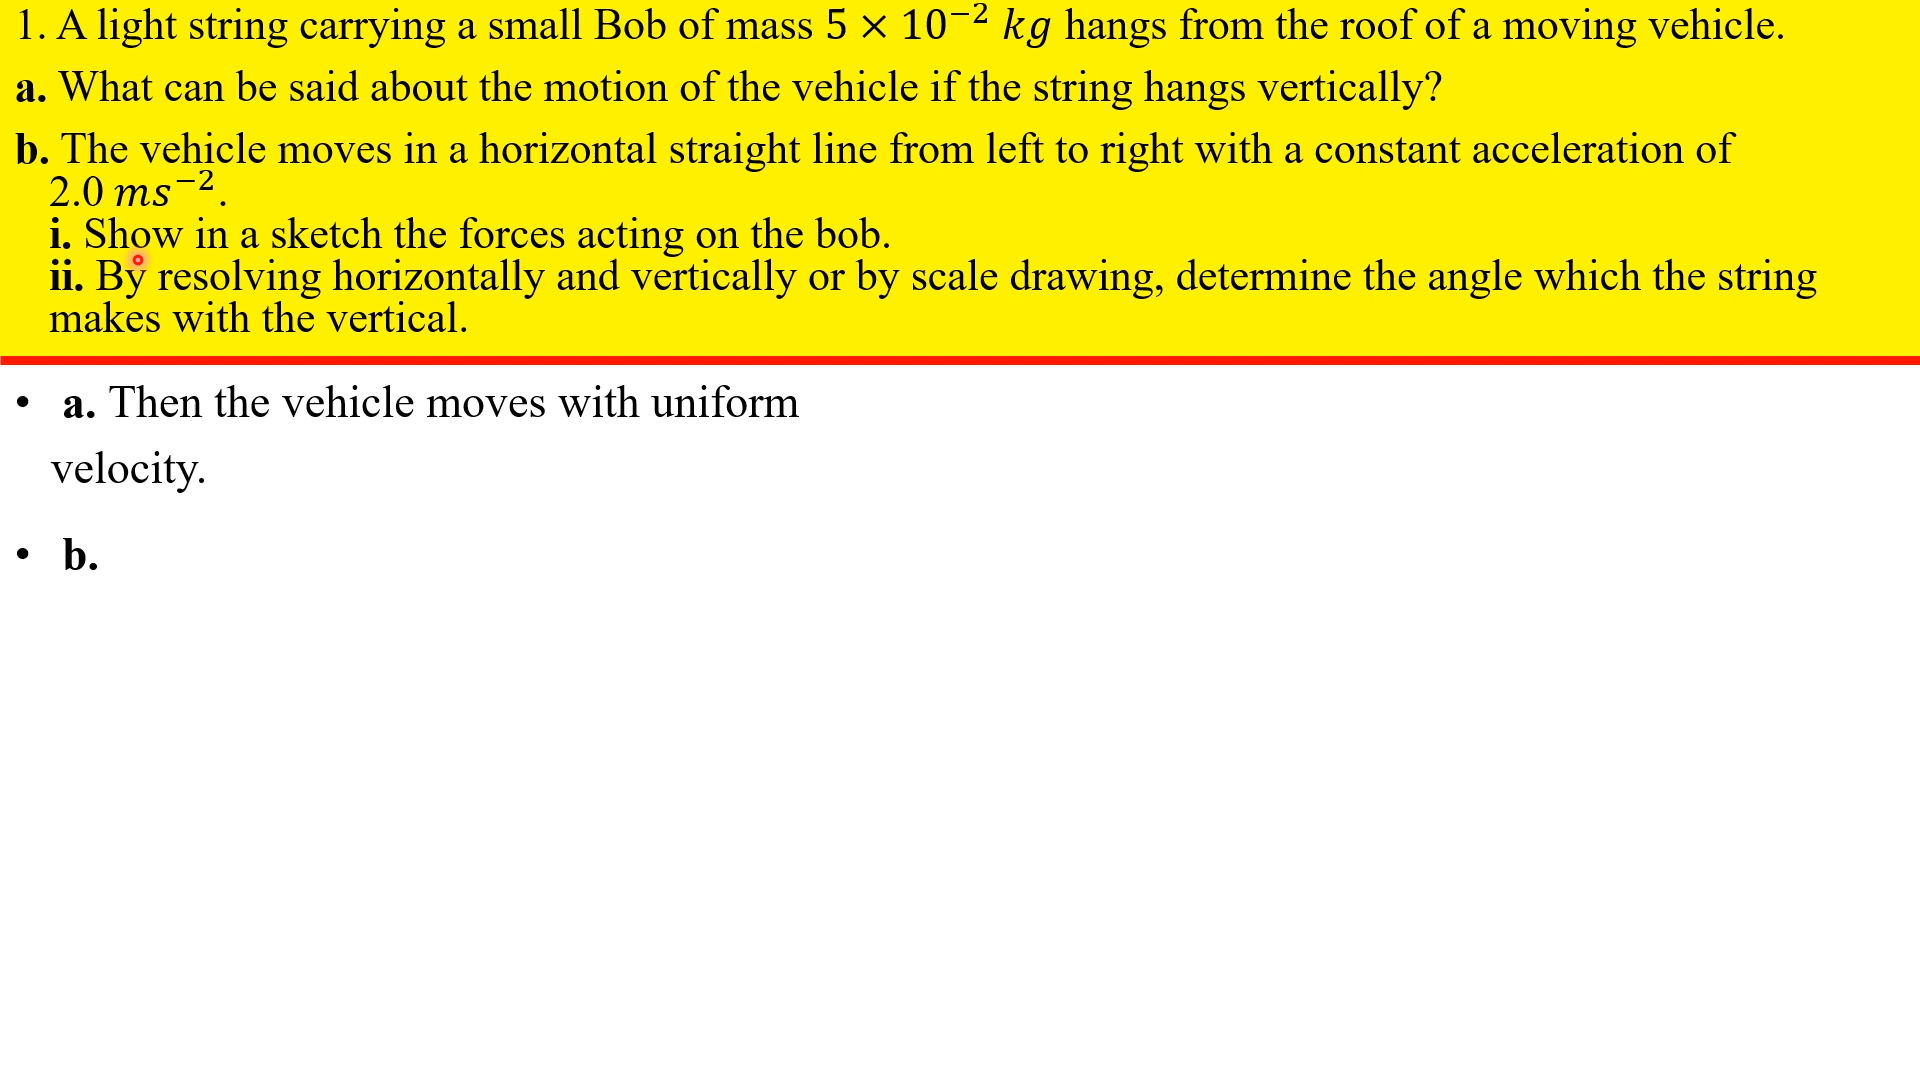 1. A light string carrying a small Bob of mass 5 × 10⁻² kg hangs from the roof of a moving vehicle.
a. What can be said about the motion of the vehicle if the string hangs vertically?
b. The vehicle moves in a horizontal straight line from left to right with a constant acceleration of
2.0 ms⁻².
i. Show in a sketch the forces acting on the bob.
ii. By resolving horizontally and vertically or by scale drawing, determine the angle which the string
makes with the vertical.
• a. Then the vehicle moves with uniform
velocity.
• b.